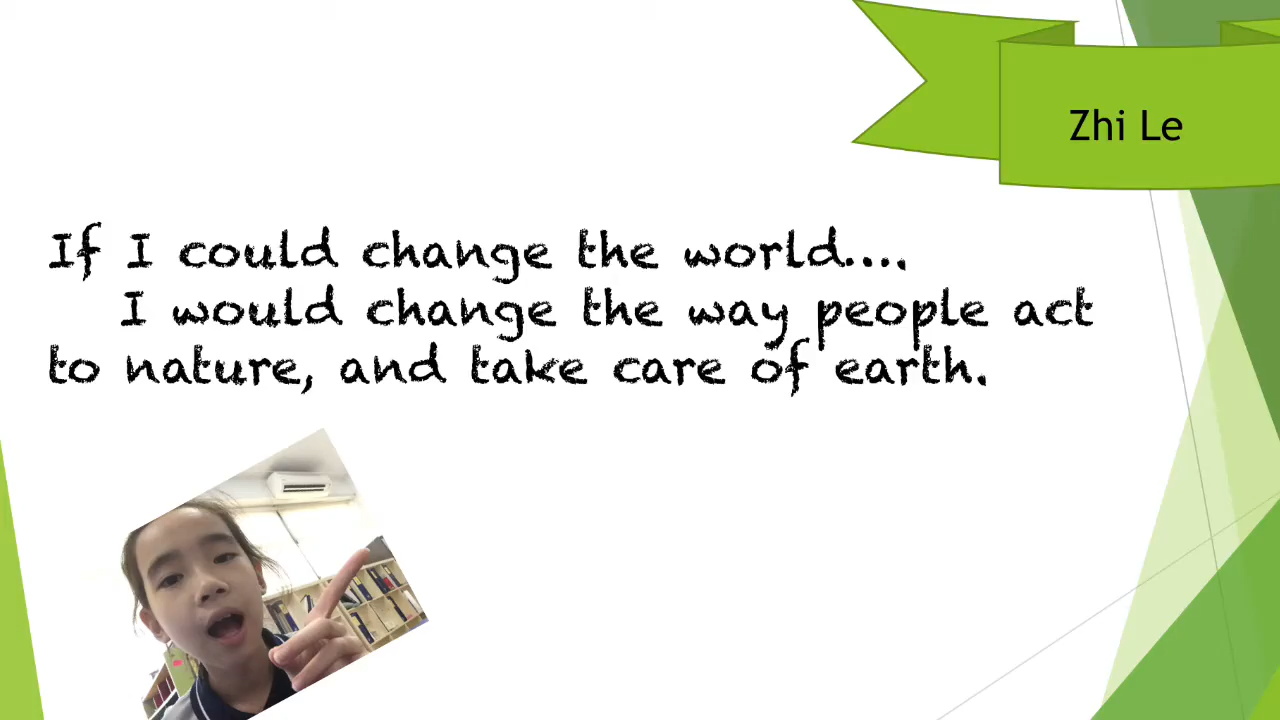 Zhi Le
If I could change the world....
I would change the way people act
to nature, and take care of earth.